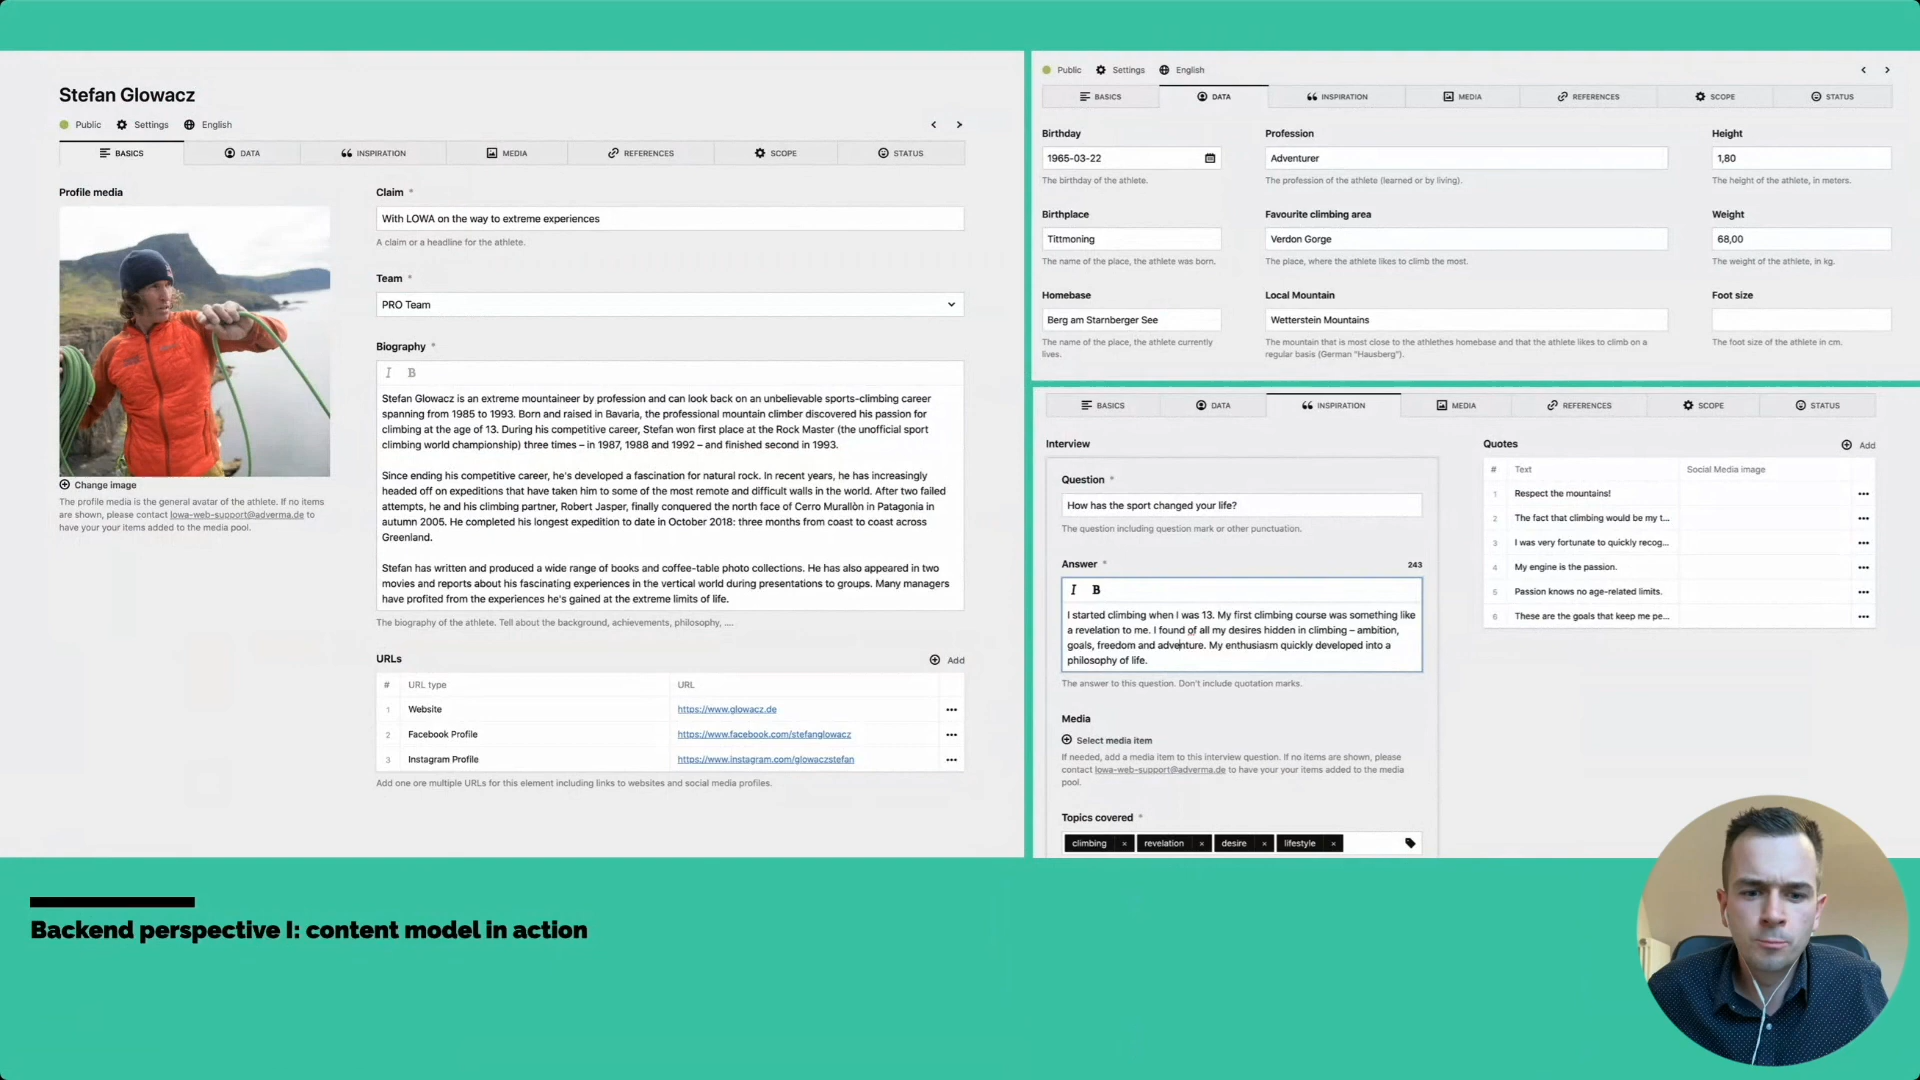 Stefan Glowacz
Public Settings English
BASICS DATA INSPIRATION MEDIA REFERENCES SCOPE STATUS
Profile media
Change image
The profile media is the general avatar of the athlete. If no items
are shown, please contact lowa-web-support@adverma.de to
have your your items added to the media pool.
Claim *
With LOWA on the way to extreme experiences
A claim or a headline for the athlete.
Team *
PRO Team
Biography *
I B
Stefan Glowacz is an extreme mountaineer by profession and can look back on an unbelievable sports-climbing career
spanning from 1985 to 1993. Born and raised in Bavaria, the professional mountain climber discovered his passion for
climbing at the age of 13. During his competitive career, Stefan won first place at the Rock Master (the unofficial sport
climbing world championship) three times – in 1987, 1988 and 1992 – and finished second in 1993.
Since ending his competitive career, he's developed a fascination for natural rock. In recent years, he has increasingly
headed off on expeditions that have taken him to some of the most remote and difficult walls in the world. After two failed
attempts, he and his climbing partner, Robert Jasper, finally conquered the north face of Cerro Murallòn in Patagonia in
autumn 2005. He completed his longest expedition to date in October 2018: three months from coast to coast across
Greenland.
Stefan has written and produced a wide range of books and coffee-table photo collections. He has also appeared in two
movies and reports about his fascinating experiences in the vertical world during presentations to groups. Many managers
have profited from the experiences he's gained at the extreme limits of life.
The biography of the athlete. Tell about the background, achievements, philosophy, ....
URLs Add
# URL type URL
1 Website https://www.glowacz.de
2 Facebook Profile https://www.facebook.com/stefanglowacz
3 Instagram Profile https://www.instagram.com/glowaczstefan
Add one are multiple URLs for this element including links to websites and social media profiles.
Public Settings English
BASICS DATA INSPIRATION MEDIA REFERENCES SCOPE STATUS
Birthday Profession Height
1965-03-22 Adventurer 1,80
The birthday of the athlete. The profession of the athlete (learned or by living). The height of the athlete, in meters.
Birthplace Favourite climbing area Weight
Tittmoning Verdon Gorge 68,00
The name of the place, the athlete was born. The place, where the athlete likes to climb the most. The weight of the athlete, in kg.
Homebase Local Mountain Foot size
Berg am Starnberger See Wetterstein Mountains
The name of the place, the athlete currently The mountain that is most close to the athlethes homebase and that the athlete likes to climb on a The foot size of the athlete in cm.
lives. regular basis (German "Hausberg").
BASICS DATA INSPIRATION MEDIA REFERENCES SCOPE STATUS
Interview
Question *
How has the sport changed your life?
The question including question mark or other punctuation.
Answer * 243
I B
I started climbing when I was 13. My first climbing course was something like
a revelation to me. I found of all my desires hidden in climbing – ambition,
goals, freedom and adventure. My enthusiasm quickly developed into a
philosophy of life.
The answer to this question. Don't include quotation marks.
Media
Select media item
If needed, add a media item to this interview question. If no items are shown, please
contact lowa-web-support@adverma.de to have your your items added to the media
pool.
Topics covered *
climbing × revelation × desire × lifestyle ×
Quotes Add
# Text Social Media image
1 Respect the mountains!
2 The fact that climbing would be my t...
3 I was very fortunate to quickly recog...
4 My engine is the passion.
5 Passion knows no age-related limits.
6 These are the goals that keep me pe...
Backend perspective I: content model in action